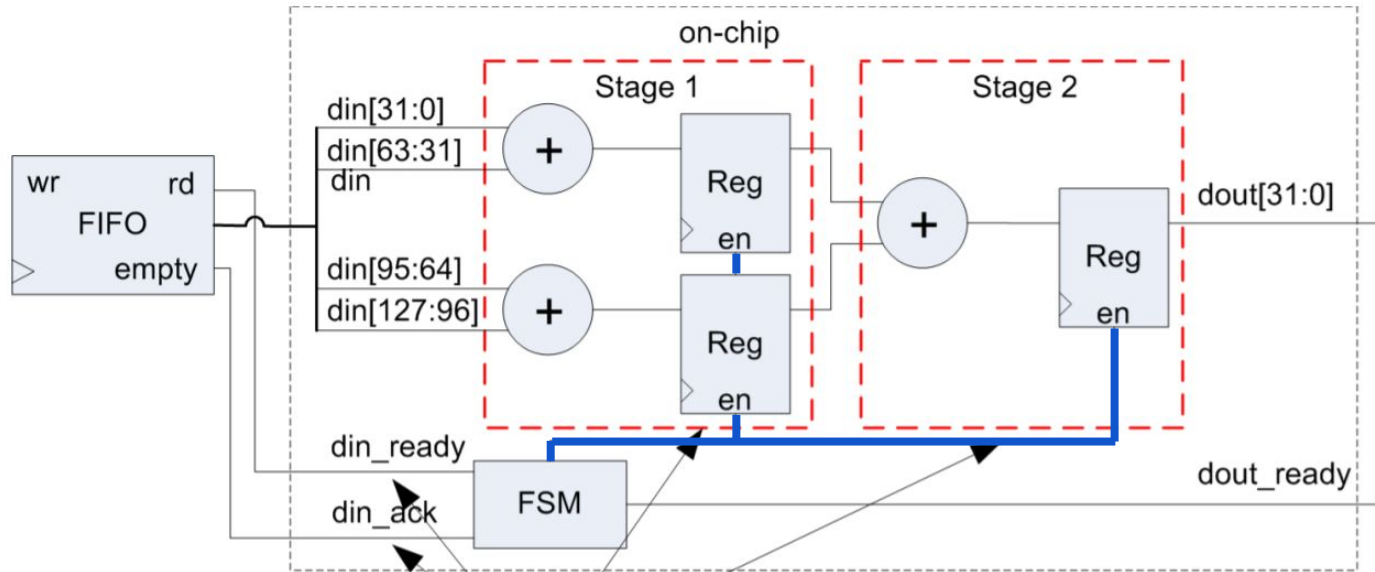 on-chip
Stage 1
Stage 2
din[31:0]
din[63:31]
din
+
Reg
en
wr
rd
FIFO
empty
din[95:64]
din[127:96]
+
Reg
en
+
Reg
en
dout[31:0]
din_ready
din_ack
FSM
dout_ready